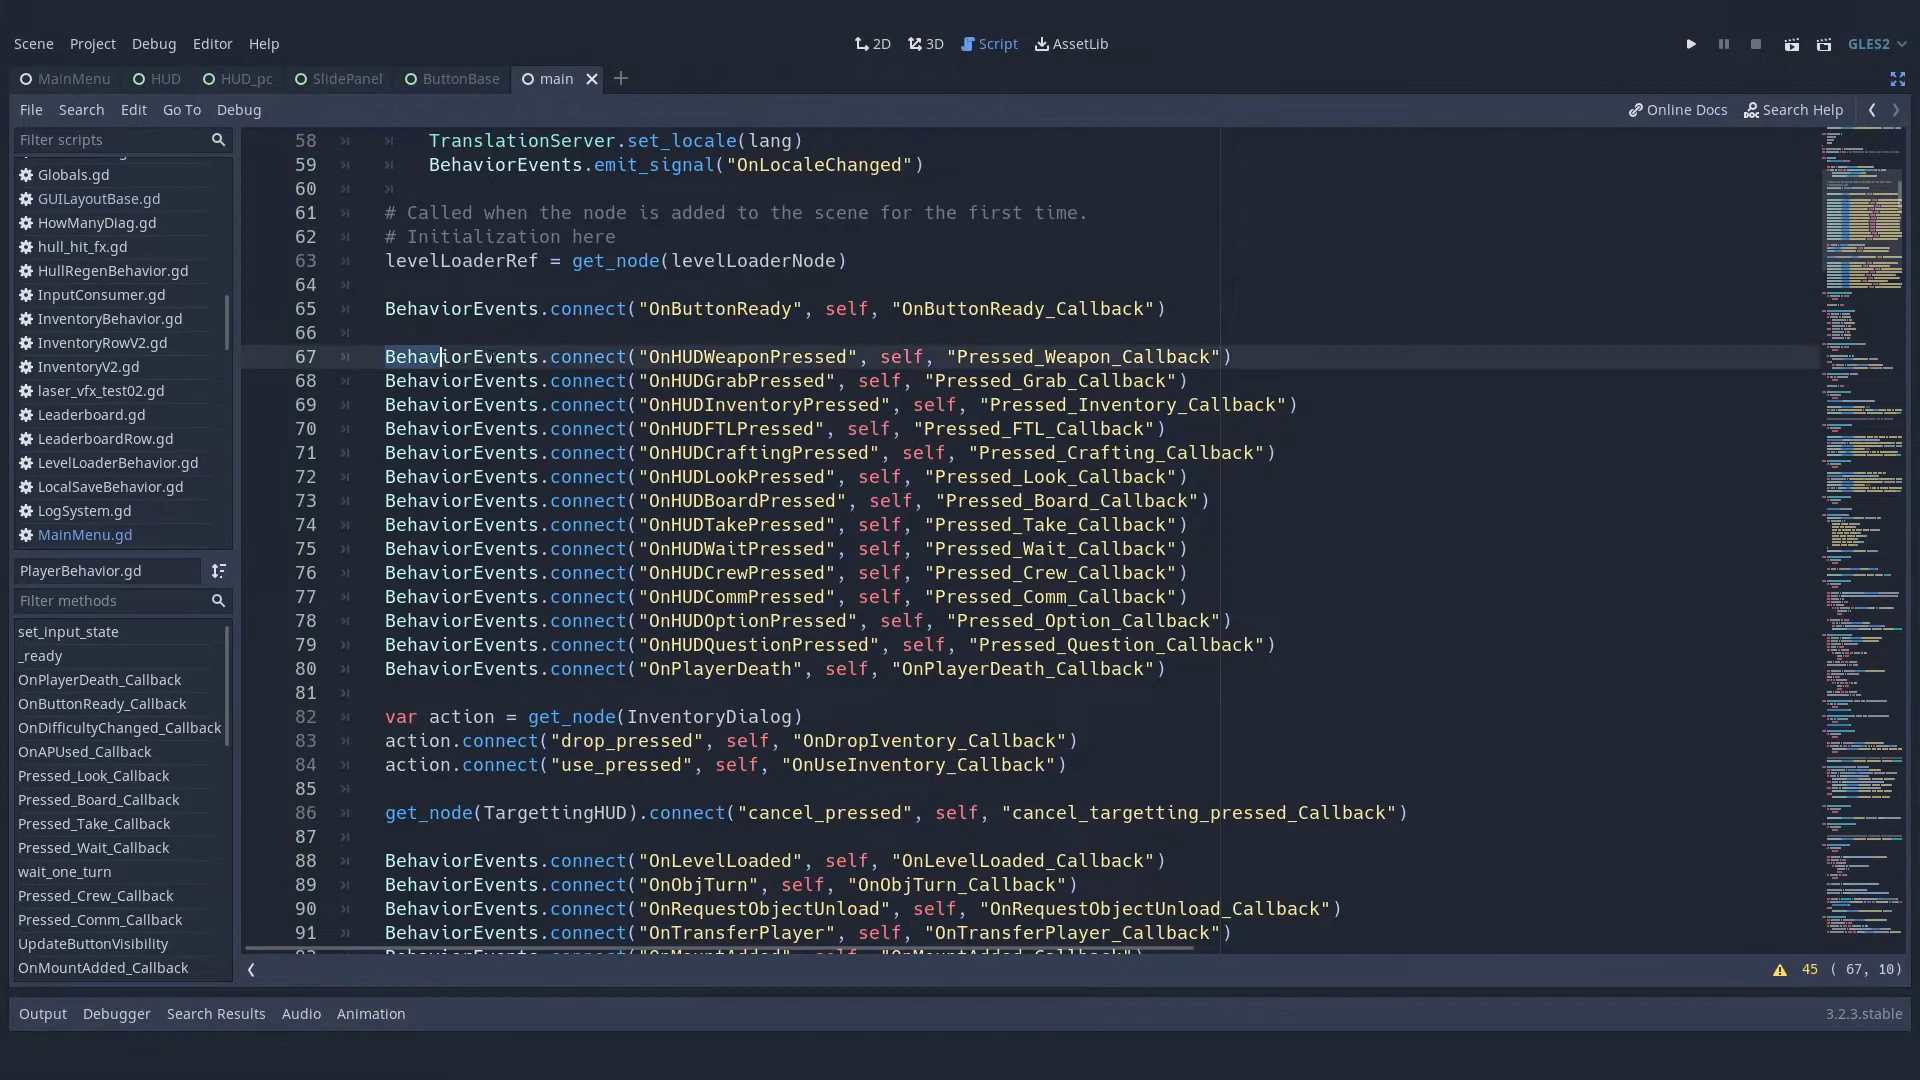 Scene Project Debug Editor Help 2D 3D Script AssetLib GLES2
MainMenu HUD HUD_pc SlidePanel ButtonBase main
File Search Edit Go To Debug Online Docs Search Help
Filter scripts
Globals.gd
GUILayoutBase.gd
HowManyDiag.gd
hull_hit_fx.gd
HullRegenBehavior.gd
InputConsumer.gd
InventoryBehavior.gd
InventoryRowV2.gd
InventoryV2.gd
laser_vfx_test02.gd
Leaderboard.gd
LeaderboardRow.gd
LevelLoaderBehavior.gd
LocalSaveBehavior.gd
LogSystem.gd
MainMenu.gd
PlayerBehavior.gd
Filter methods
set_input_state
_ready
OnPlayerDeath_Callback
OnButtonReady_Callback
OnDifficultyChanged_Callback
OnAPUsed_Callback
Pressed_Look_Callback
Pressed_Board_Callback
Pressed_Take_Callback
Pressed_Wait_Callback
wait_one_turn
Pressed_Crew_Callback
Pressed_Comm_Callback
UpdateButtonVisibility
OnMountAdded_Callback
58 TranslationServer.set_locale(lang)
59 BehaviorEvents.emit_signal("OnLocaleChanged")
60
61 # Called when the node is added to the scene for the first time.
62 # Initialization here
63 levelLoaderRef = get_node(levelLoaderNode)
64
65 BehaviorEvents.connect("OnButtonReady", self, "OnButtonReady_Callback")
66
67 BehaviorEvents.connect("OnHUDWeaponPressed", self, "Pressed_Weapon_Callback")
68 BehaviorEvents.connect("OnHUDGrabPressed", self, "Pressed_Grab_Callback")
69 BehaviorEvents.connect("OnHUDInventoryPressed", self, "Pressed_Inventory_Callback")
70 BehaviorEvents.connect("OnHUDFTLPressed", self, "Pressed_FTL_Callback")
71 BehaviorEvents.connect("OnHUDCraftingPressed", self, "Pressed_Crafting_Callback")
72 BehaviorEvents.connect("OnHUDLookPressed", self, "Pressed_Look_Callback")
73 BehaviorEvents.connect("OnHUDBoardPressed", self, "Pressed_Board_Callback")
74 BehaviorEvents.connect("OnHUDTakePressed", self, "Pressed_Take_Callback")
75 BehaviorEvents.connect("OnHUDWaitPressed", self, "Pressed_Wait_Callback")
76 BehaviorEvents.connect("OnHUDCrewPressed", self, "Pressed_Crew_Callback")
77 BehaviorEvents.connect("OnHUDCommPressed", self, "Pressed_Comm_Callback")
78 BehaviorEvents.connect("OnHUDOptionPressed", self, "Pressed_Option_Callback")
79 BehaviorEvents.connect("OnHUDQuestionPressed", self, "Pressed_Question_Callback")
80 BehaviorEvents.connect("OnPlayerDeath", self, "OnPlayerDeath_Callback")
81
82 var action = get_node(InventoryDialog)
83 action.connect("drop_pressed", self, "OnDropIventory_Callback")
84 action.connect("use_pressed", self, "OnUseInventory_Callback")
85
86 get_node(TargettingHUD).connect("cancel_pressed", self, "cancel_targetting_pressed_Callback")
87
88 BehaviorEvents.connect("OnLevelLoaded", self, "OnLevelLoaded_Callback")
89 BehaviorEvents.connect("OnObjTurn", self, "OnObjTurn_Callback")
90 BehaviorEvents.connect("OnRequestObjectUnload", self, "OnRequestObjectUnload_Callback")
91 BehaviorEvents.connect("OnTransferPlayer", self, "OnTransferPlayer_Callback")
45 ( 67, 10)
Output Debugger Search Results Audio Animation 3.2.3.stable